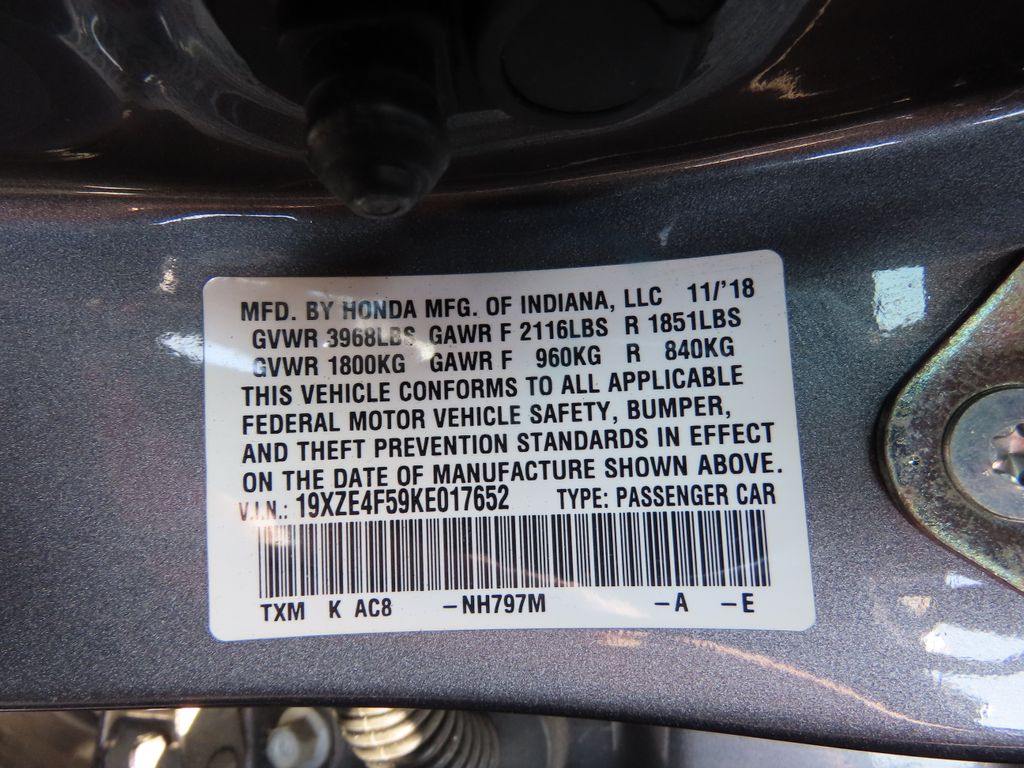 MFD. BY HONDA MFG. OF INDIANA, LLC 11/'18
GVWR 3968LBS GAWR F 2116LBS R 1851LBS
GVWR 1800KG GAWR F 960KG R 840KG
THIS VEHICLE CONFORMS TO ALL APPLICABLE
FEDERAL MOTOR VEHICLE SAFETY, BUMPER,
AND THEFT PREVENTION STANDARDS IN EFFECT
ON THE DATE OF MANUFACTURE SHOWN ABOVE.
V.I.N.: 19XZE4F59KE017652 TYPE: PASSENGER CAR
TXM K AC8 -NH797M -A -E